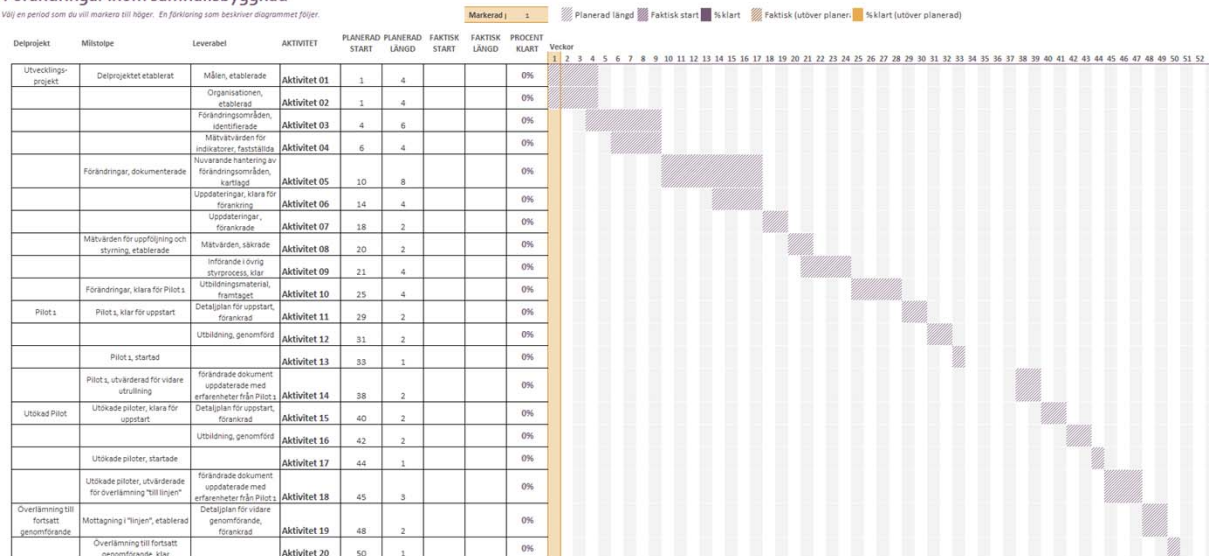 Välj en period som du vill markera till höger. En förklaring som beskriver diagrammet följer.
Markerad 1 Planerad längd Faktisk start % klart Faktisk (utöver planer %klart (utöver planerad)
Delprojekt Milstolpe Leverabel AKTIVITET PLANERAD START PLANERAD LÄNGD FAKTISK START FAKTISK LÄNGD PROCENT KLART Veckor
1 2 3 4 5 6 7 8 9 10 11 12 13 14 15 16 17 18 19 20 21 22 23 24 25 26 27 28 29 30 31 32 33 34 35 36 37 38 39 40 41 42 43 44 45 46 47 48 49 50 51 52
Utvecklings-projekt Delprojektet etablerat Målen, etablerade Aktivitet 01 1 4 0%
Organisationen, etablerad Aktivitet 02 1 4 0%
Förändringsområden, identifierade Aktivitet 03 4 6 0%
Mätvätvärden för indikatorer, fastställda Aktivitet 04 6 4 0%
Förändringar, dokumenterade Nuvarande hantering av förändringsområden, kartlagd Aktivitet 05 10 8 0%
Uppdateringar, klara för förankring Aktivitet 06 14 4 0%
Uppdateringar, förankrade Aktivitet 07 18 2 0%
Mätvärden för uppföljning och styrning, etablerade Mätvärden, säkrade Aktivitet 08 20 2 0%
Införande i övrig styrprocess, klar Aktivitet 09 21 4 0%
Förändringar, klara för Pilot 1 Utbildningsmaterial, framtaget Aktivitet 10 25 4 0%
Pilot 1 Pilot 1, klar för uppstart Detaljplan för uppstart, förankrad Aktivitet 11 29 2 0%
Utbildning, genomförd Aktivitet 12 31 2 0%
Pilot 1, startad Aktivitet 13 33 1 0%
Pilot 1, utvärderad för vidare utrullning förändrade dokument uppdaterade med erfarenheter från Pilot 1 Aktivitet 14 38 2 0%
Utökad Pilot Utökade piloter, klara för uppstart Detaljplan för uppstart, förankrad Aktivitet 15 40 2 0%
Utbildning, genomförd Aktivitet 16 42 2 0%
Utökade piloter, startade Aktivitet 17 44 1 0%
Utökade piloter, utvärderade för överlämning "till linjen" förändrade dokument uppdaterade med erfarenheter från Pilot 1 Aktivitet 18 45 3 0%
Överlämning till fortsatt genomförande Mottagning i "linjen", etablerad Detaljplan för vidare genomförande, förankrad Aktivitet 19 48 2 0%
Överlämning till fortsatt genomförande, klar Aktivitet 20 50 1 0%